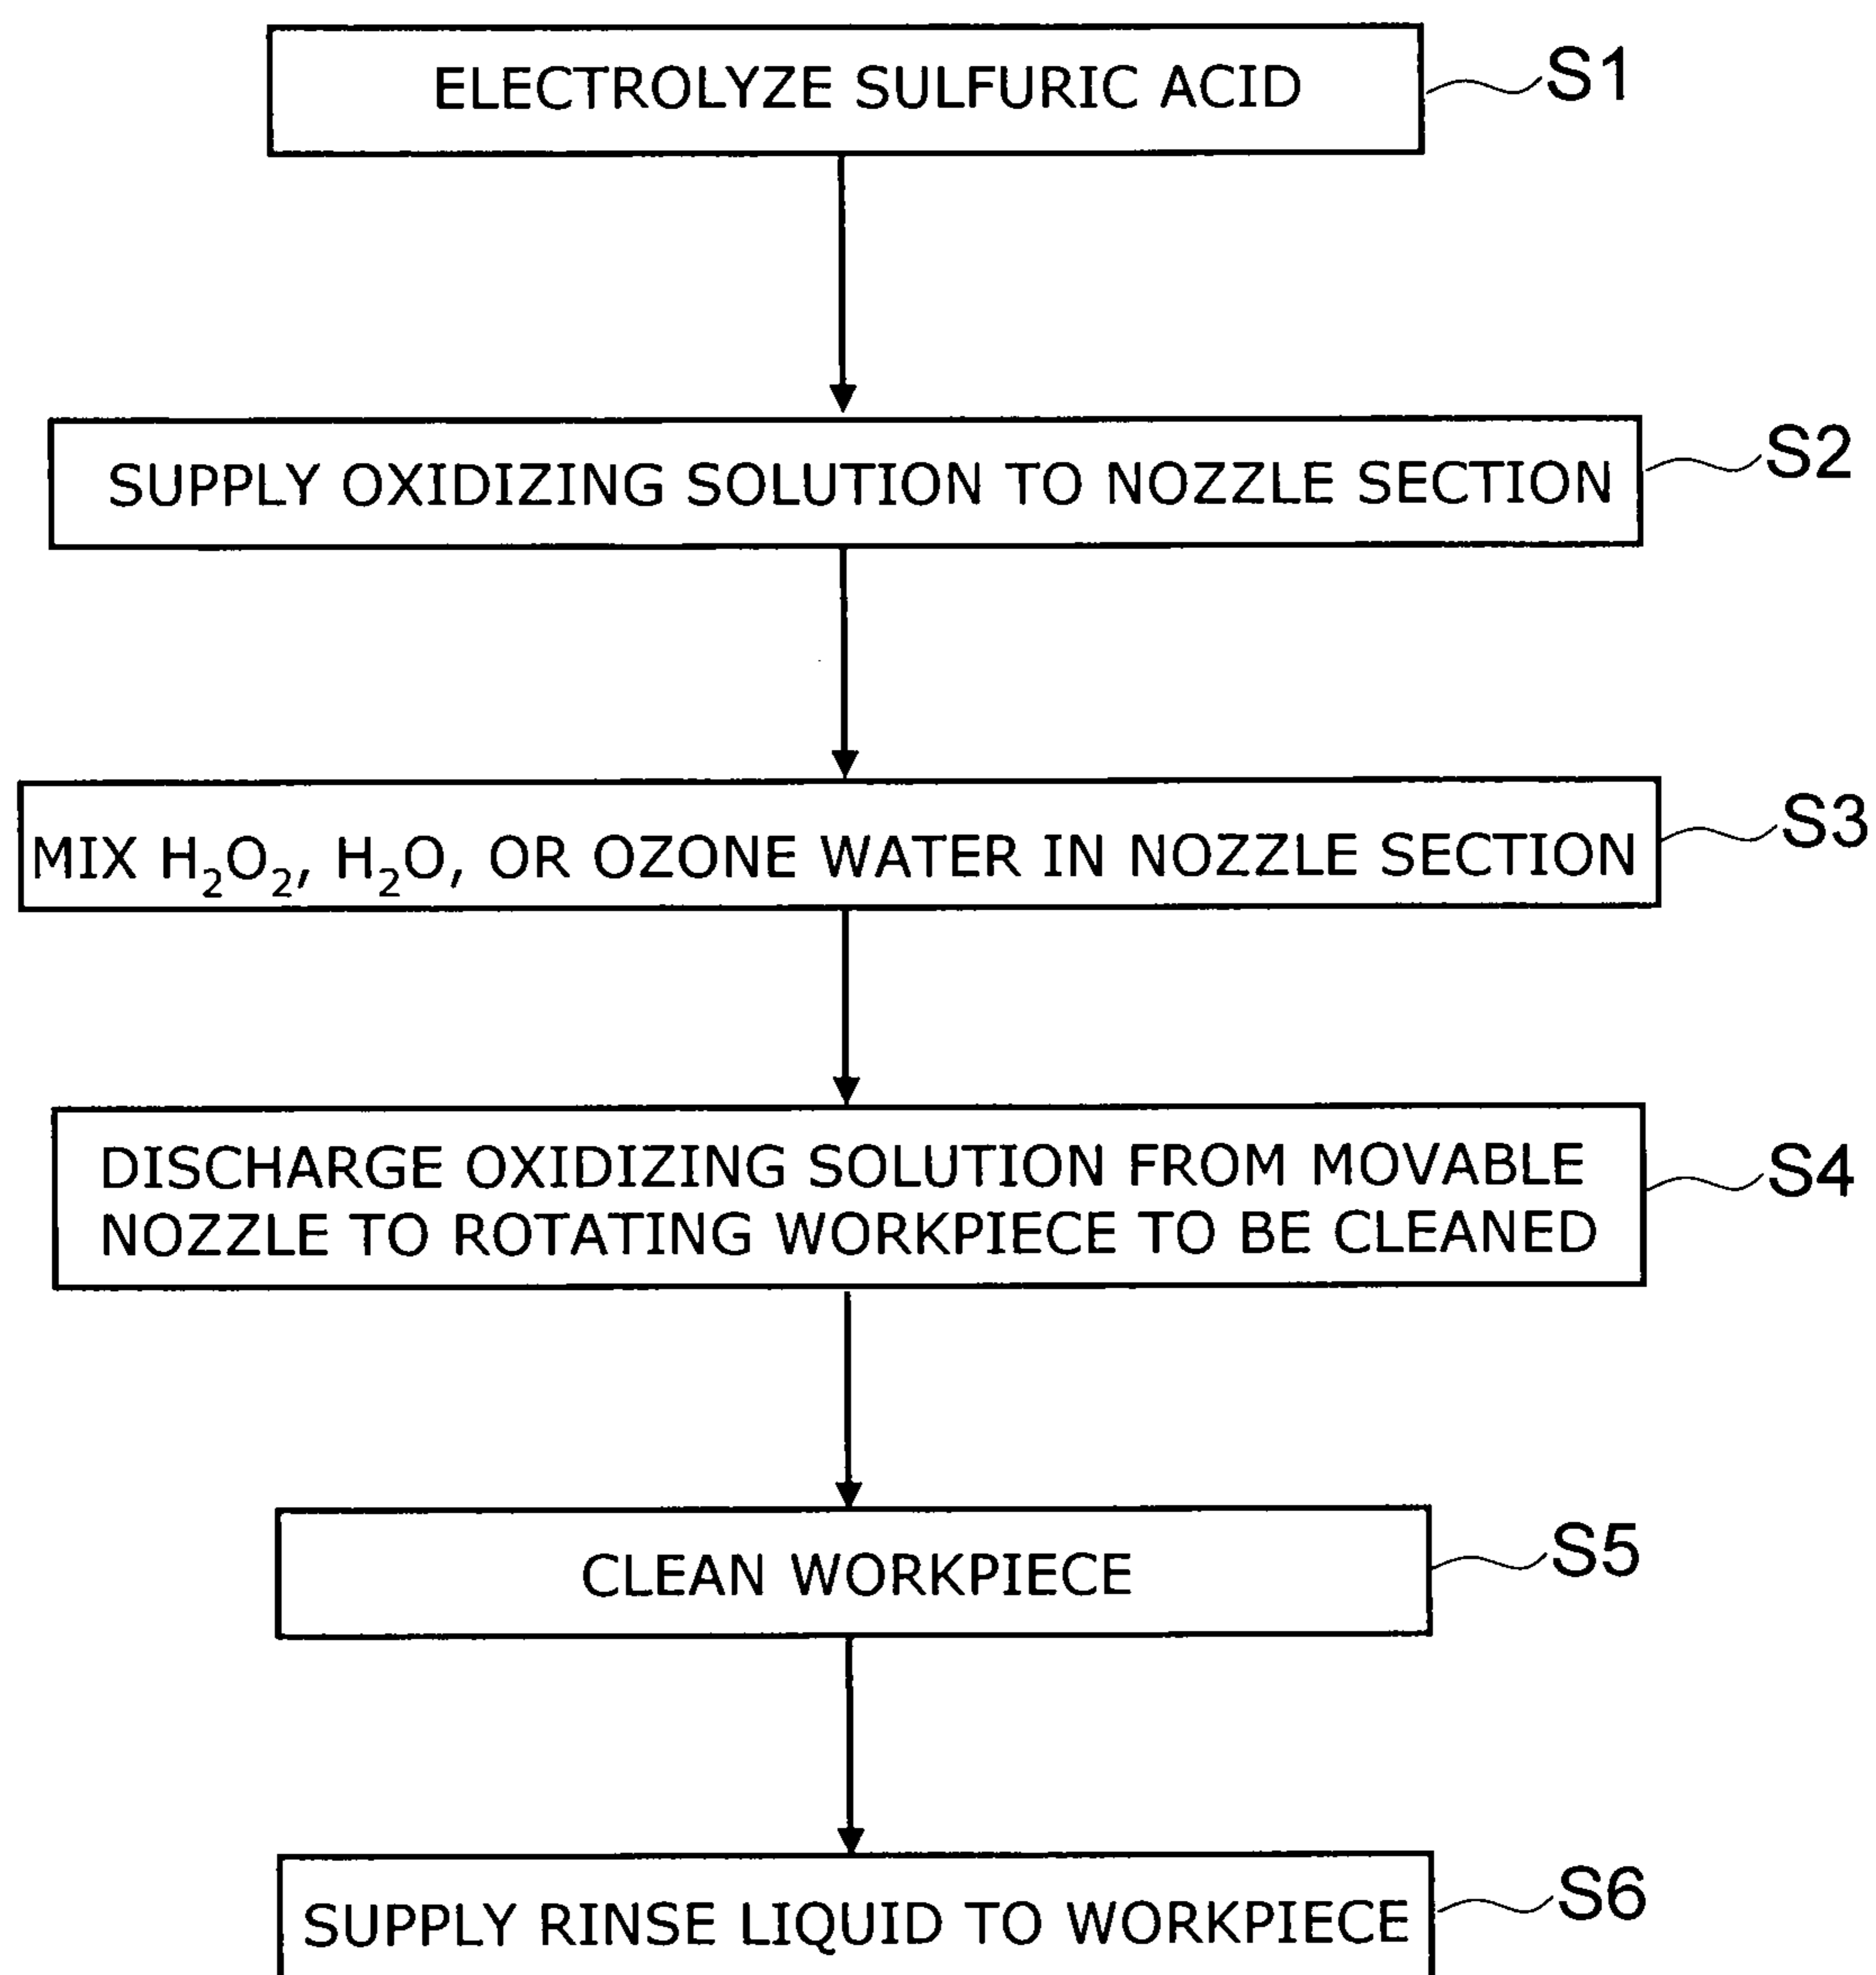 ELECTROLYZE SULFURIC ACID S1
SUPPLY OXIDIZING SOLUTION TO NOZZLE SECTION S2
MIX H₂O₂, H₂O, OR OZONE WATER IN NOZZLE SECTION S3
DISCHARGE OXIDIZING SOLUTION FROM MOVABLE S4
NOZZLE TO ROTATING WORKPIECE TO BE CLEANED
CLEAN WORKPIECE S5
SUPPLY RINSE LIQUID TO WORKPIECE S6